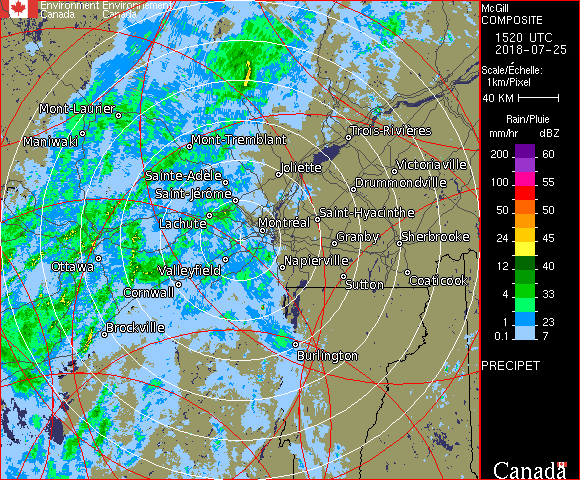 Environment Environnement
Canada Canada
McGill
COMPOSITE
1520 UTC
2018-07-25
Scale/Échelle:
1km/Pixel
40 KM
Rain/Pluie
mm/hr dBZ
200 60
100 55
50 50
24 45
12 40
4 33
1 23
0.1 7
PRECIPET
Canada
Mont-Laurier
Maniwaki
Mont-Tremblant
Trois-Rivières
Joliette
Victoriaville
Sainte-Adèle
Drummondville
Saint-Jérôme
Lachute
Saint-Hyacinthe
Montréal
Granby
Sherbrooke
Ottawa
Valleyfield
Napierville
Coaticook
Sutton
Cornwall
Brockville
Burlington